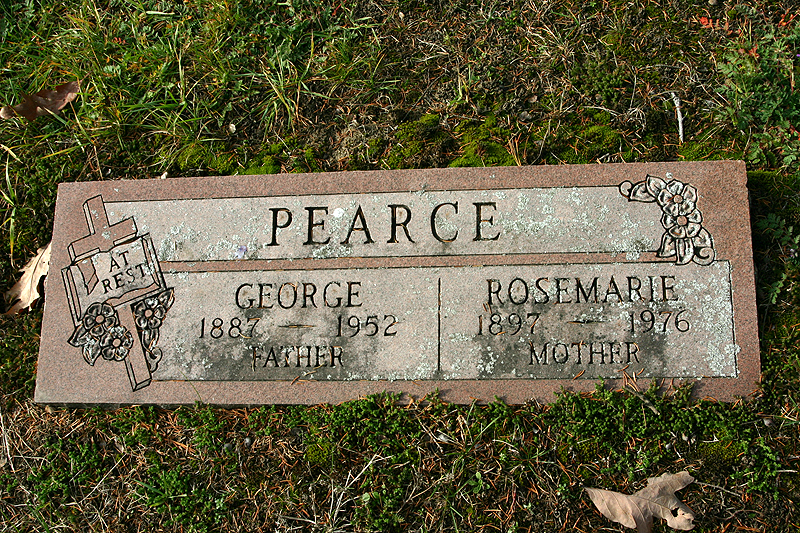 PEARCE
AT
REST
GEORGE
1887 — 1952
FATHER
ROSEMARIE
1897 — 1976
MOTHER